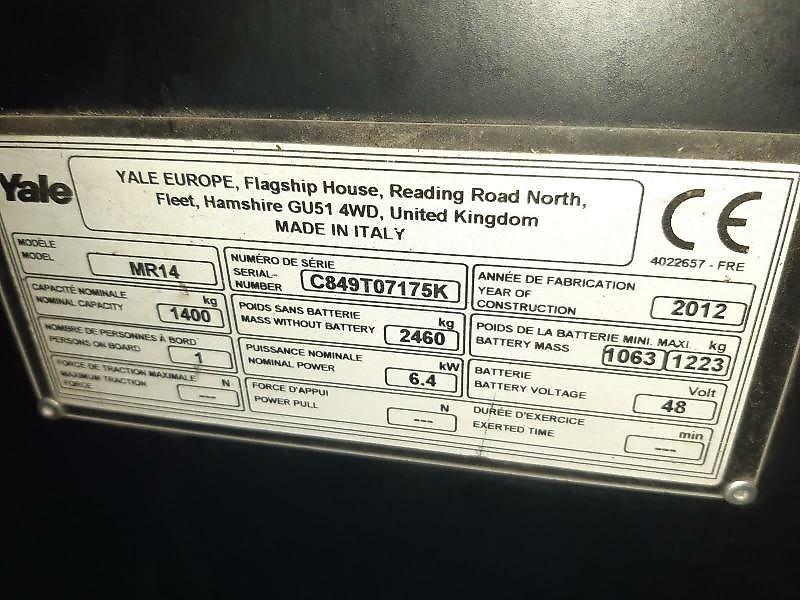 Yale
YALE EUROPE, Flagship House, Reading Road North,
Fleet, Hamshire GU51 4WD, United Kingdom
MADE IN ITALY
CE
4022657 - FRE
MODÈLE
MODEL
MR14
NUMÉRO DE SÉRIE
SERIAL-
NUMBER
C849T07175K
ANNÉE DE FABRICATION
YEAR OF
CONSTRUCTION
2012
CAPACITÉ NOMINALE
NOMINAL CAPACITY
kg
1400
POIDS SANS BATTERIE
MASS WITHOUT BATTERY
kg
2460
POIDS DE LA BATTERIE MINI. MAXI. kg
BATTERY MASS
1063 1223
NOMBRE DE PERSONNES À BORD
PERSONS ON BOARD
1
PUISSANCE NOMINALE
NOMINAL POWER
kW
6.4
BATTERIE
BATTERY VOLTAGE
Volt
48
FORCE DE TRACTION MAXIMALE
MAXIMUM TRACTION
FORCE
N
---
FORCE D'APPUI
POWER PULL
N
---
DURÉE D'EXERCICE
EXERTED TIME
min
---